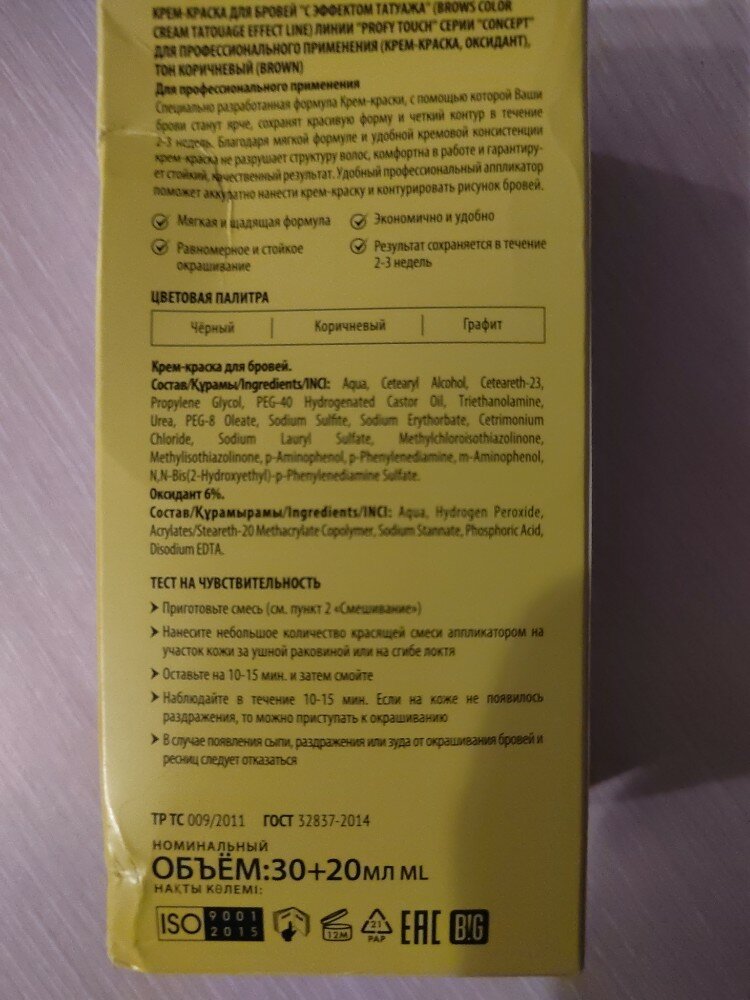 КРЕМ-КРАСКА ДЛЯ БРОВЕЙ "С ЭФФЕКТОМ ТАТУАЖА" (BROWS COLOR
CREAM TATOUAGE EFFECT LINE) ЛИНИИ "PROFY TOUCH" СЕРИИ "CONCEPT"
ДЛЯ ПРОФЕССИОНАЛЬНОГО ПРИМЕНЕНИЯ (КРЕМ-КРАСКА, ОКСИДАНТ),
ТОН КОРИЧНЕВЫЙ (BROWN)
Для профессионального применения
Специально разработанная формула Крем-краски, с помощью которой Ваши
брови станут ярче, сохранят красивую форму и четкий контур в течение
2-3 недель. Благодаря мягкой формуле и удобной кремовой консистенции
крем-краска не разрушает структуру волос, комфортна в работе и гарантиру-
ет стойкий, качественный результат. Удобный профессиональный аппликатор
поможет аккуратно нанести крем-краску и контурировать рисунок бровей.
Мягкая и щадящая формула
Экономично и удобно
Равномерное и стойкое
окрашивание
Результат сохраняется в течение
2-3 недель
ЦВЕТОВАЯ ПАЛИТРА
Чёрный | Коричневый | Графит
Крем-краска для бровей.
Состав/Құрамы/Ingredients/INCI: Aqua, Cetearyl Alcohol, Ceteareth-23,
Propylene Glycol, PEG-40 Hydrogenated Castor Oil, Triethanolamine,
Urea, PEG-8 Oleate, Sodium Sulfite, Sodium Erythorbate, Cetrimonium
Chloride, Sodium Lauryl Sulfate, Methylchloroisothiazolinone,
Methylisothiazolinone, p-Aminophenol, p-Phenylenediamine, m-Aminophenol,
N,N-Bis(2-Hydroxyethyl)-p-Phenylenediamine Sulfate.
Оксидант 6%.
Состав/Құрамырамы/Ingredients/INCI: Aqua, Hydrogen Peroxide,
Acrylates/Steareth-20 Methacrylate Copolymer, Sodium Stannate, Phosphoric Acid,
Disodium EDTA.
ТЕСТ НА ЧУВСТВИТЕЛЬНОСТЬ
Приготовьте смесь (см. пункт 2 «Смешивание»)
Нанесите небольшое количество красящей смеси аппликатором на
участок кожи за ушной раковиной или на сгибе локтя
Оставьте на 10-15 мин. и затем смойте
Наблюдайте в течение 10-15 мин. Если на коже не появилось
раздражения, то можно приступать к окрашиванию
В случае появления сыпи, раздражения или зуда от окрашивания бровей и
ресниц следует отказаться
ТР ТС 009/2011 ГОСТ 32837-2014
НОМИНАЛЬНЫЙ
ОБЪЁМ:30+20МЛ ML
НАКТЫ КӨЛЕМІ:
ISO 9001
2015
12M
21
PAP
EAC
B!G